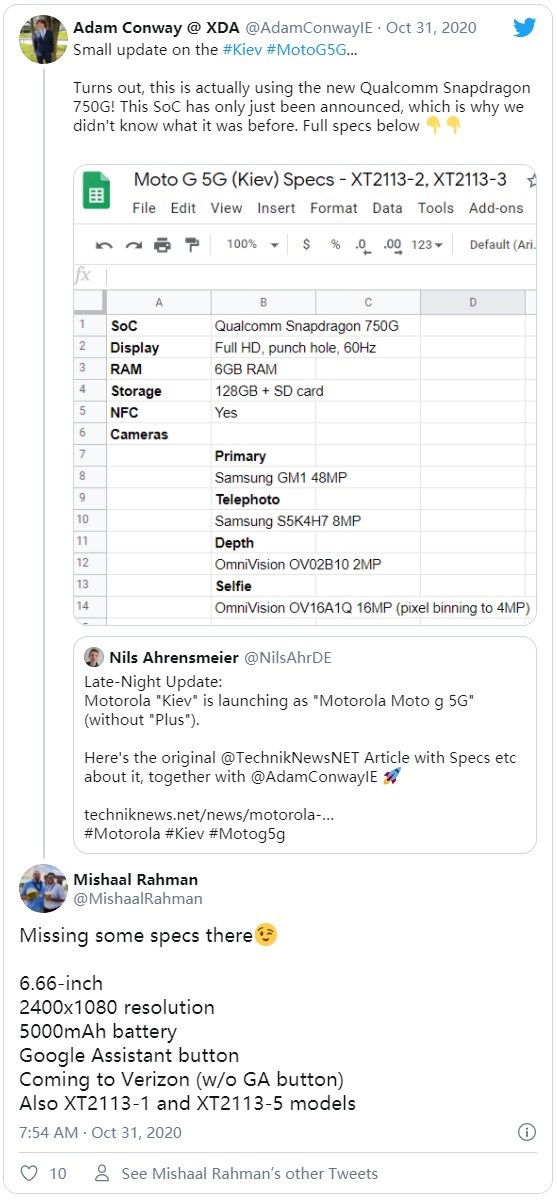 Adam Conway @ XDA @AdamConwayIE · Oct 31, 2020
Small update on the #Kiev #MotoG5G...
Turns out, this is actually using the new Qualcomm Snapdragon
750G! This SoC has only just been announced, which is why we
didn't know what it was before. Full specs below 👇👇
Moto G 5G (Kiev) Specs - XT2113-2, XT2113-3
File Edit View Insert Format Data Tools Add-ons
100% $ % .0 .00 123 Default (Ari.
fx
A B C D
1 SoC Qualcomm Snapdragon 750G
2 Display Full HD, punch hole, 60Hz
3 RAM 6GB RAM
4 Storage 128GB + SD card
5 NFC Yes
6 Cameras
7 Primary
8 Samsung GM1 48MP
9 Telephoto
10 Samsung S5K4H7 8MP
11 Depth
12 OmniVision OV02B10 2MP
13 Selfie
14 OmniVision OV16A1Q 16MP (pixel binning to 4MP)
Nils Ahrensmeier @NilsAhrDE
Late-Night Update:
Motorola "Kiev" is launching as "Motorola Moto g 5G"
(without "Plus").
Here's the original @TechnikNewsNET Article with Specs etc
about it, together with @AdamConwayIE 🚀
techniknews.net/news/motorola-...
#Motorola #Kiev #Motog5g
Mishaal Rahman
@MishaalRahman
Missing some specs there😉
6.66-inch
2400x1080 resolution
5000mAh battery
Google Assistant button
Coming to Verizon (w/o GA button)
Also XT2113-1 and XT2113-5 models
7:54 AM · Oct 31, 2020
10 See Mishaal Rahman's other Tweets